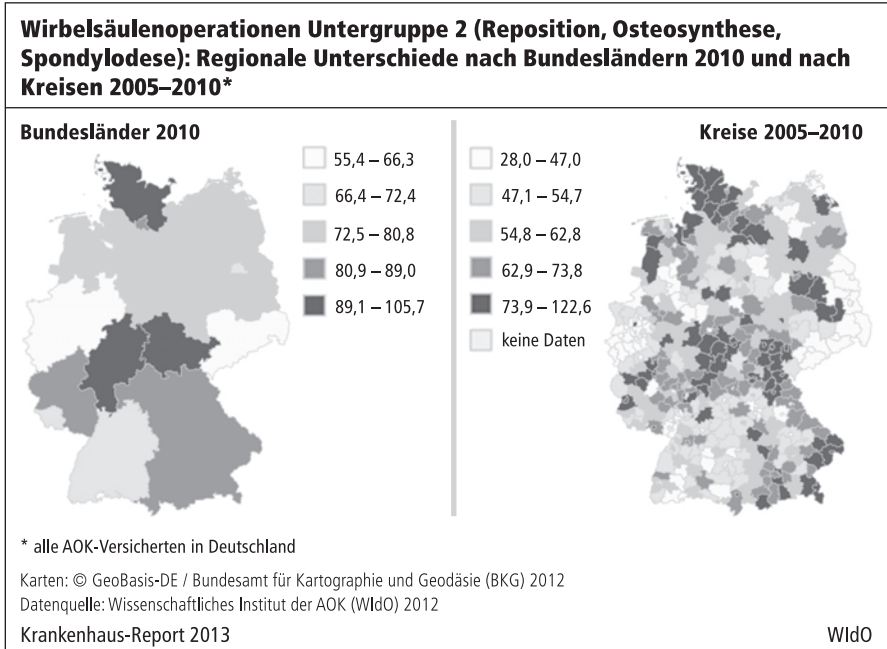 Wirbelsäulenoperationen Untergruppe 2 (Reposition, Osteosynthese,
Spondylodese): Regionale Unterschiede nach Bundesländern 2010 und nach
Kreisen 2005–2010*
Bundesländer 2010
55,4 – 66,3
66,4 – 72,4
72,5 – 80,8
80,9 – 89,0
89,1 – 105,7
Kreise 2005–2010
28,0 – 47,0
47,1 – 54,7
54,8 – 62,8
62,9 – 73,8
73,9 – 122,6
keine Daten
* alle AOK-Versicherten in Deutschland
Karten: © GeoBasis-DE / Bundesamt für Kartographie und Geodäsie (BKG) 2012
Datenquelle: Wissenschaftliches Institut der AOK (WIdO) 2012
Krankenhaus-Report 2013
WIdO